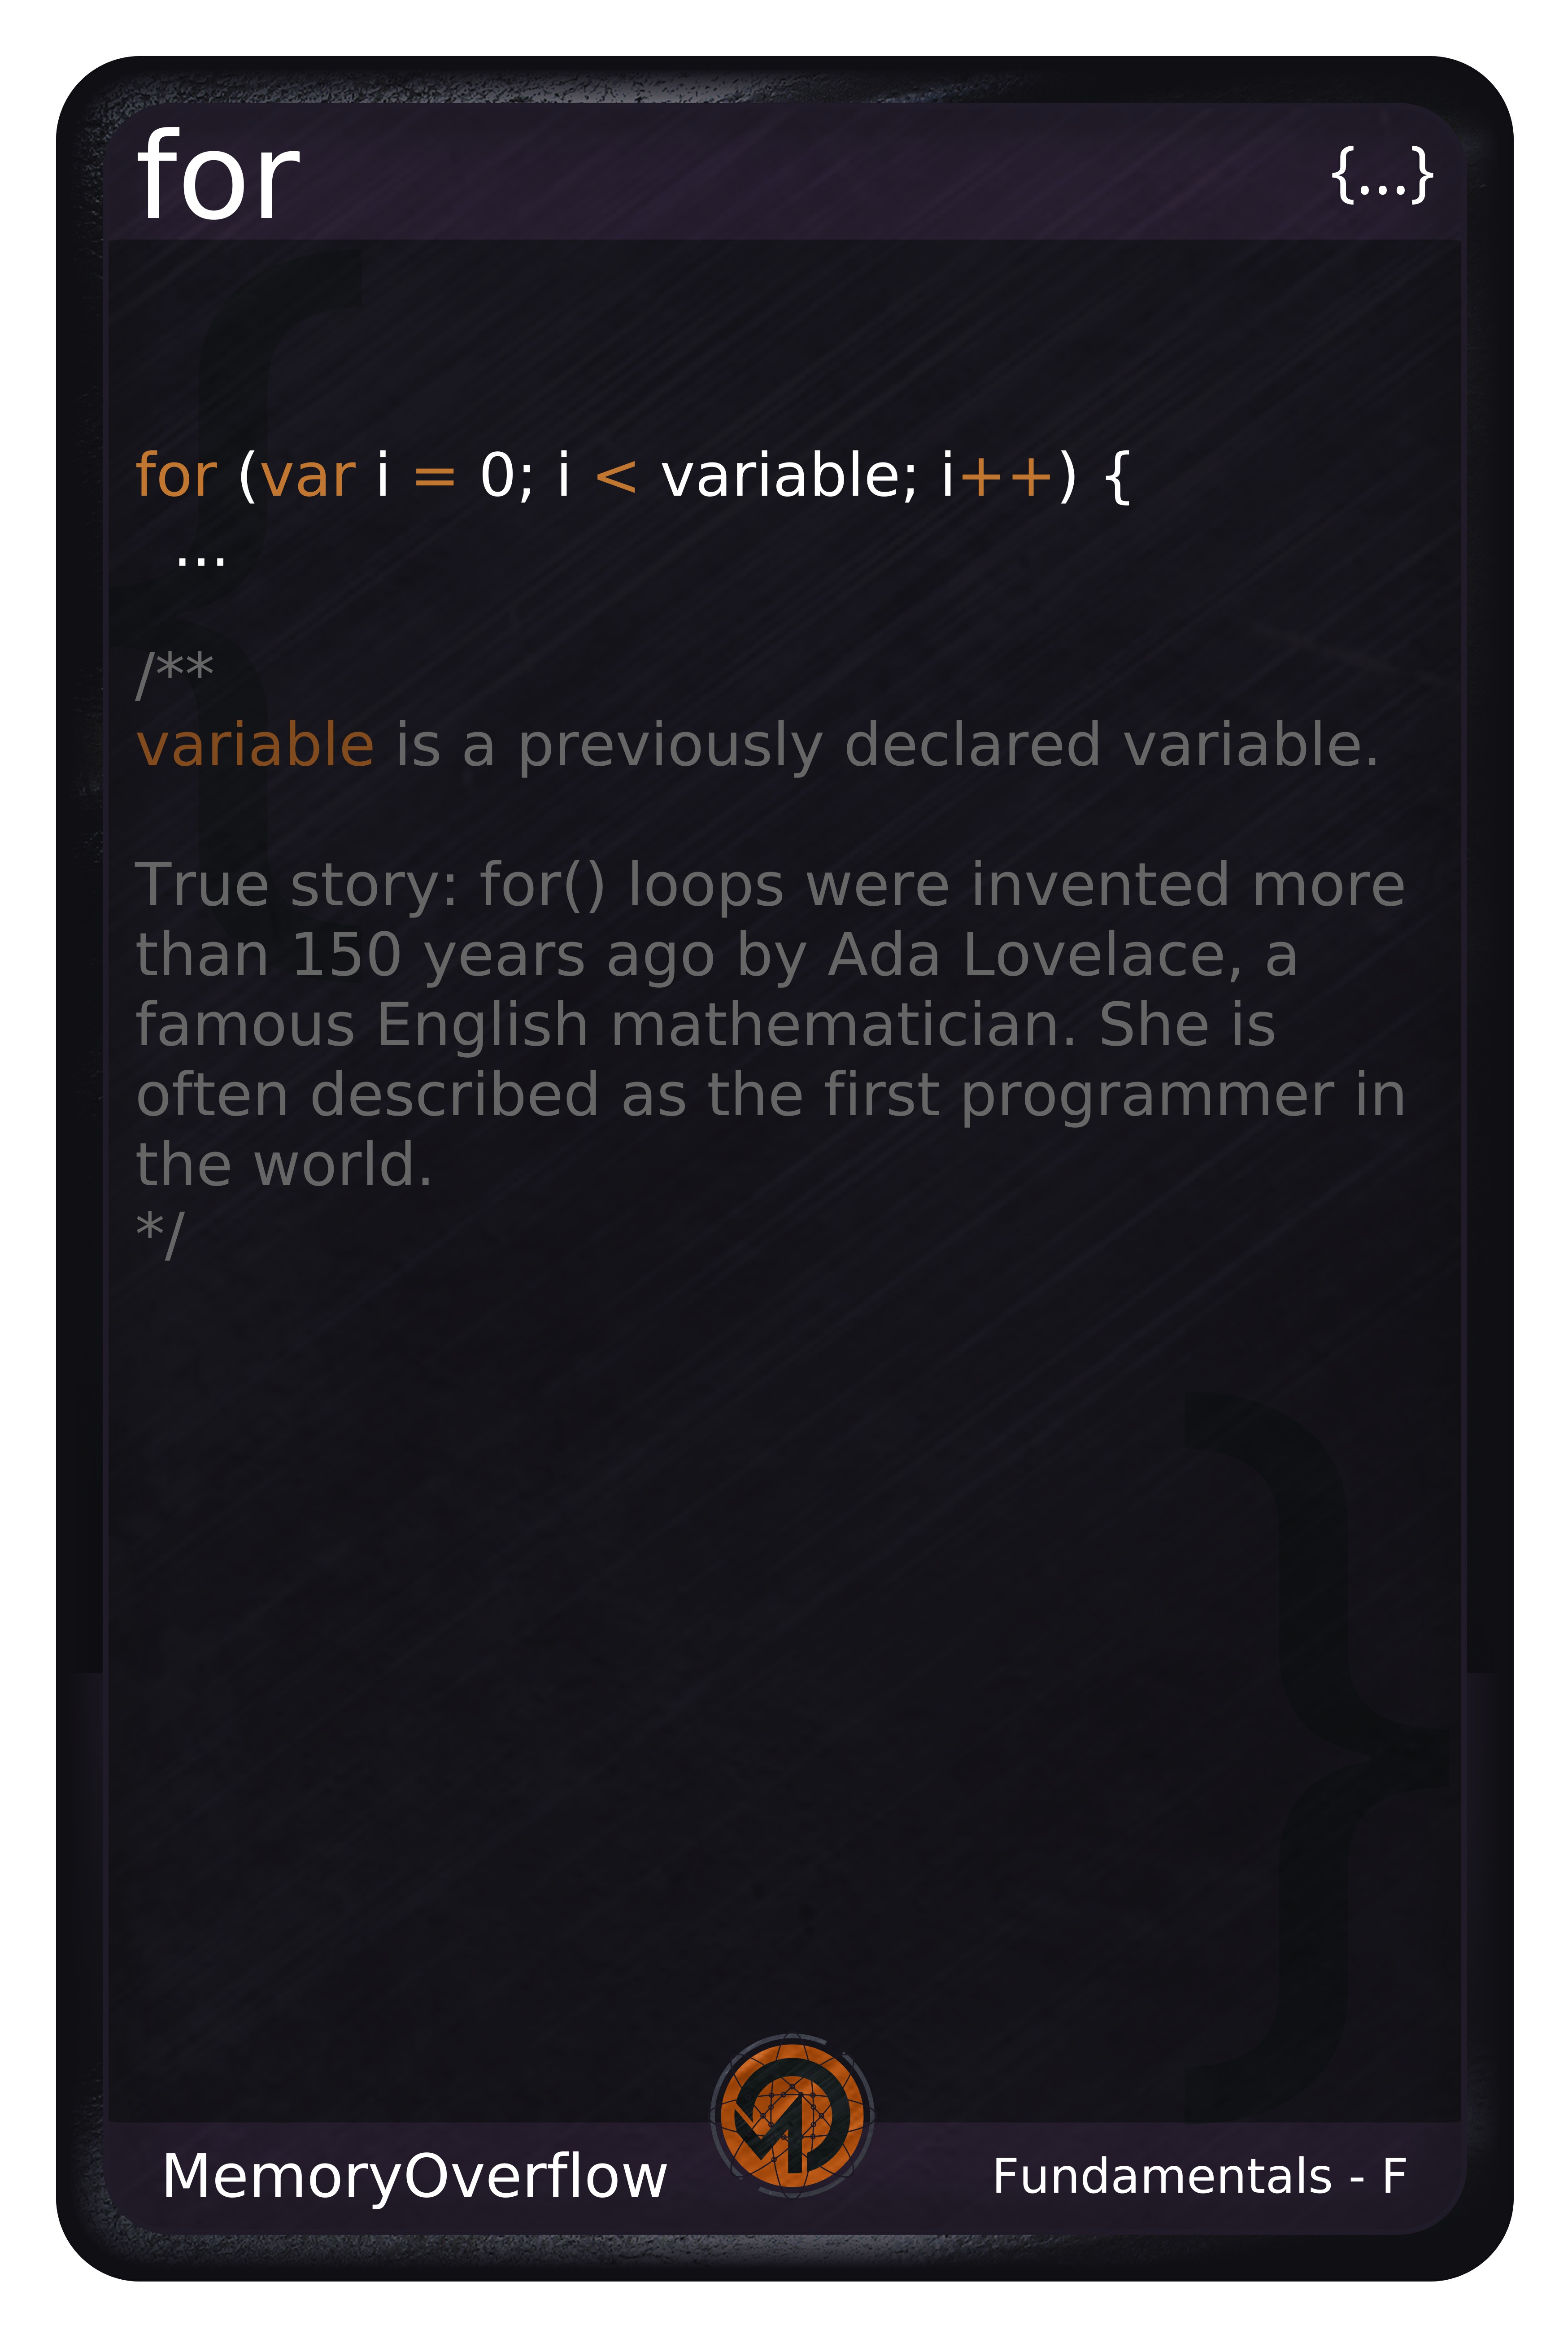 for
{...}
for (var i = 0; i < variable; i++) {
...
/**
variable is a previously declared variable.
True story: for() loops were invented more
than 150 years ago by Ada Lovelace, a
famous English mathematician. She is
often described as the first programmer in
the world.
*/
MemoryOverflow
Fundamentals - F